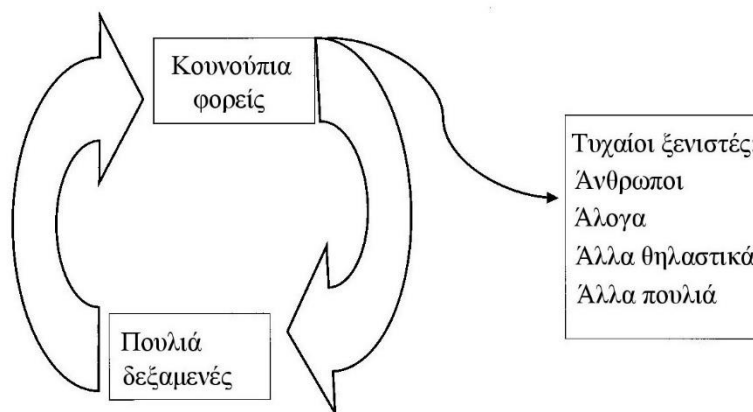 Κουνούπια
φορείς
Τυχαίοι ξενιστές:
Άνθρωποι
Άλογα
Άλλα θηλαστικά
Άλλα πουλιά
Πουλιά
δεξαμενές